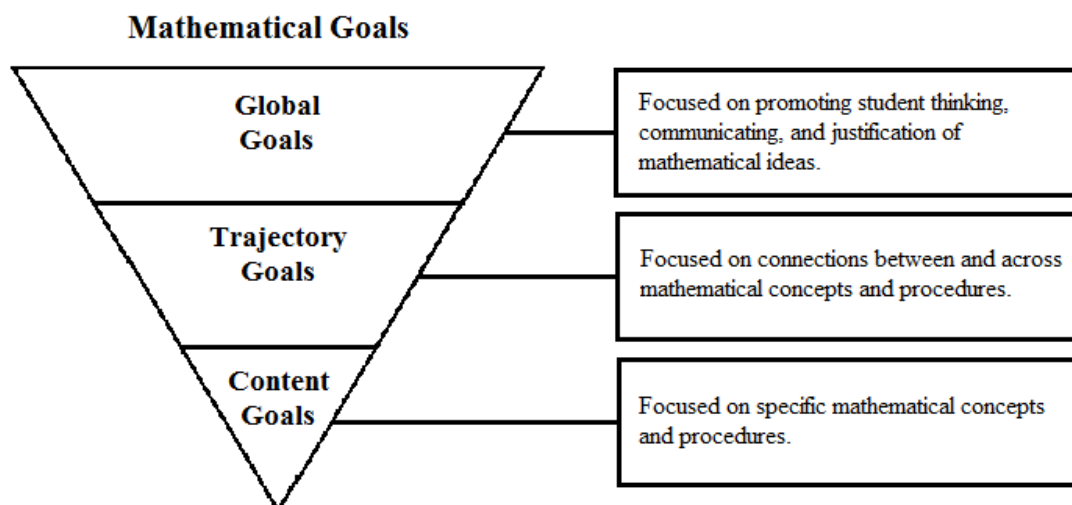 Mathematical Goals
Global
Goals
Focused on promoting student thinking,
communicating, and justification of
mathematical ideas.
Trajectory
Goals
Focused on connections between and across
mathematical concepts and procedures.
Content
Goals
Focused on specific mathematical concepts
and procedures.